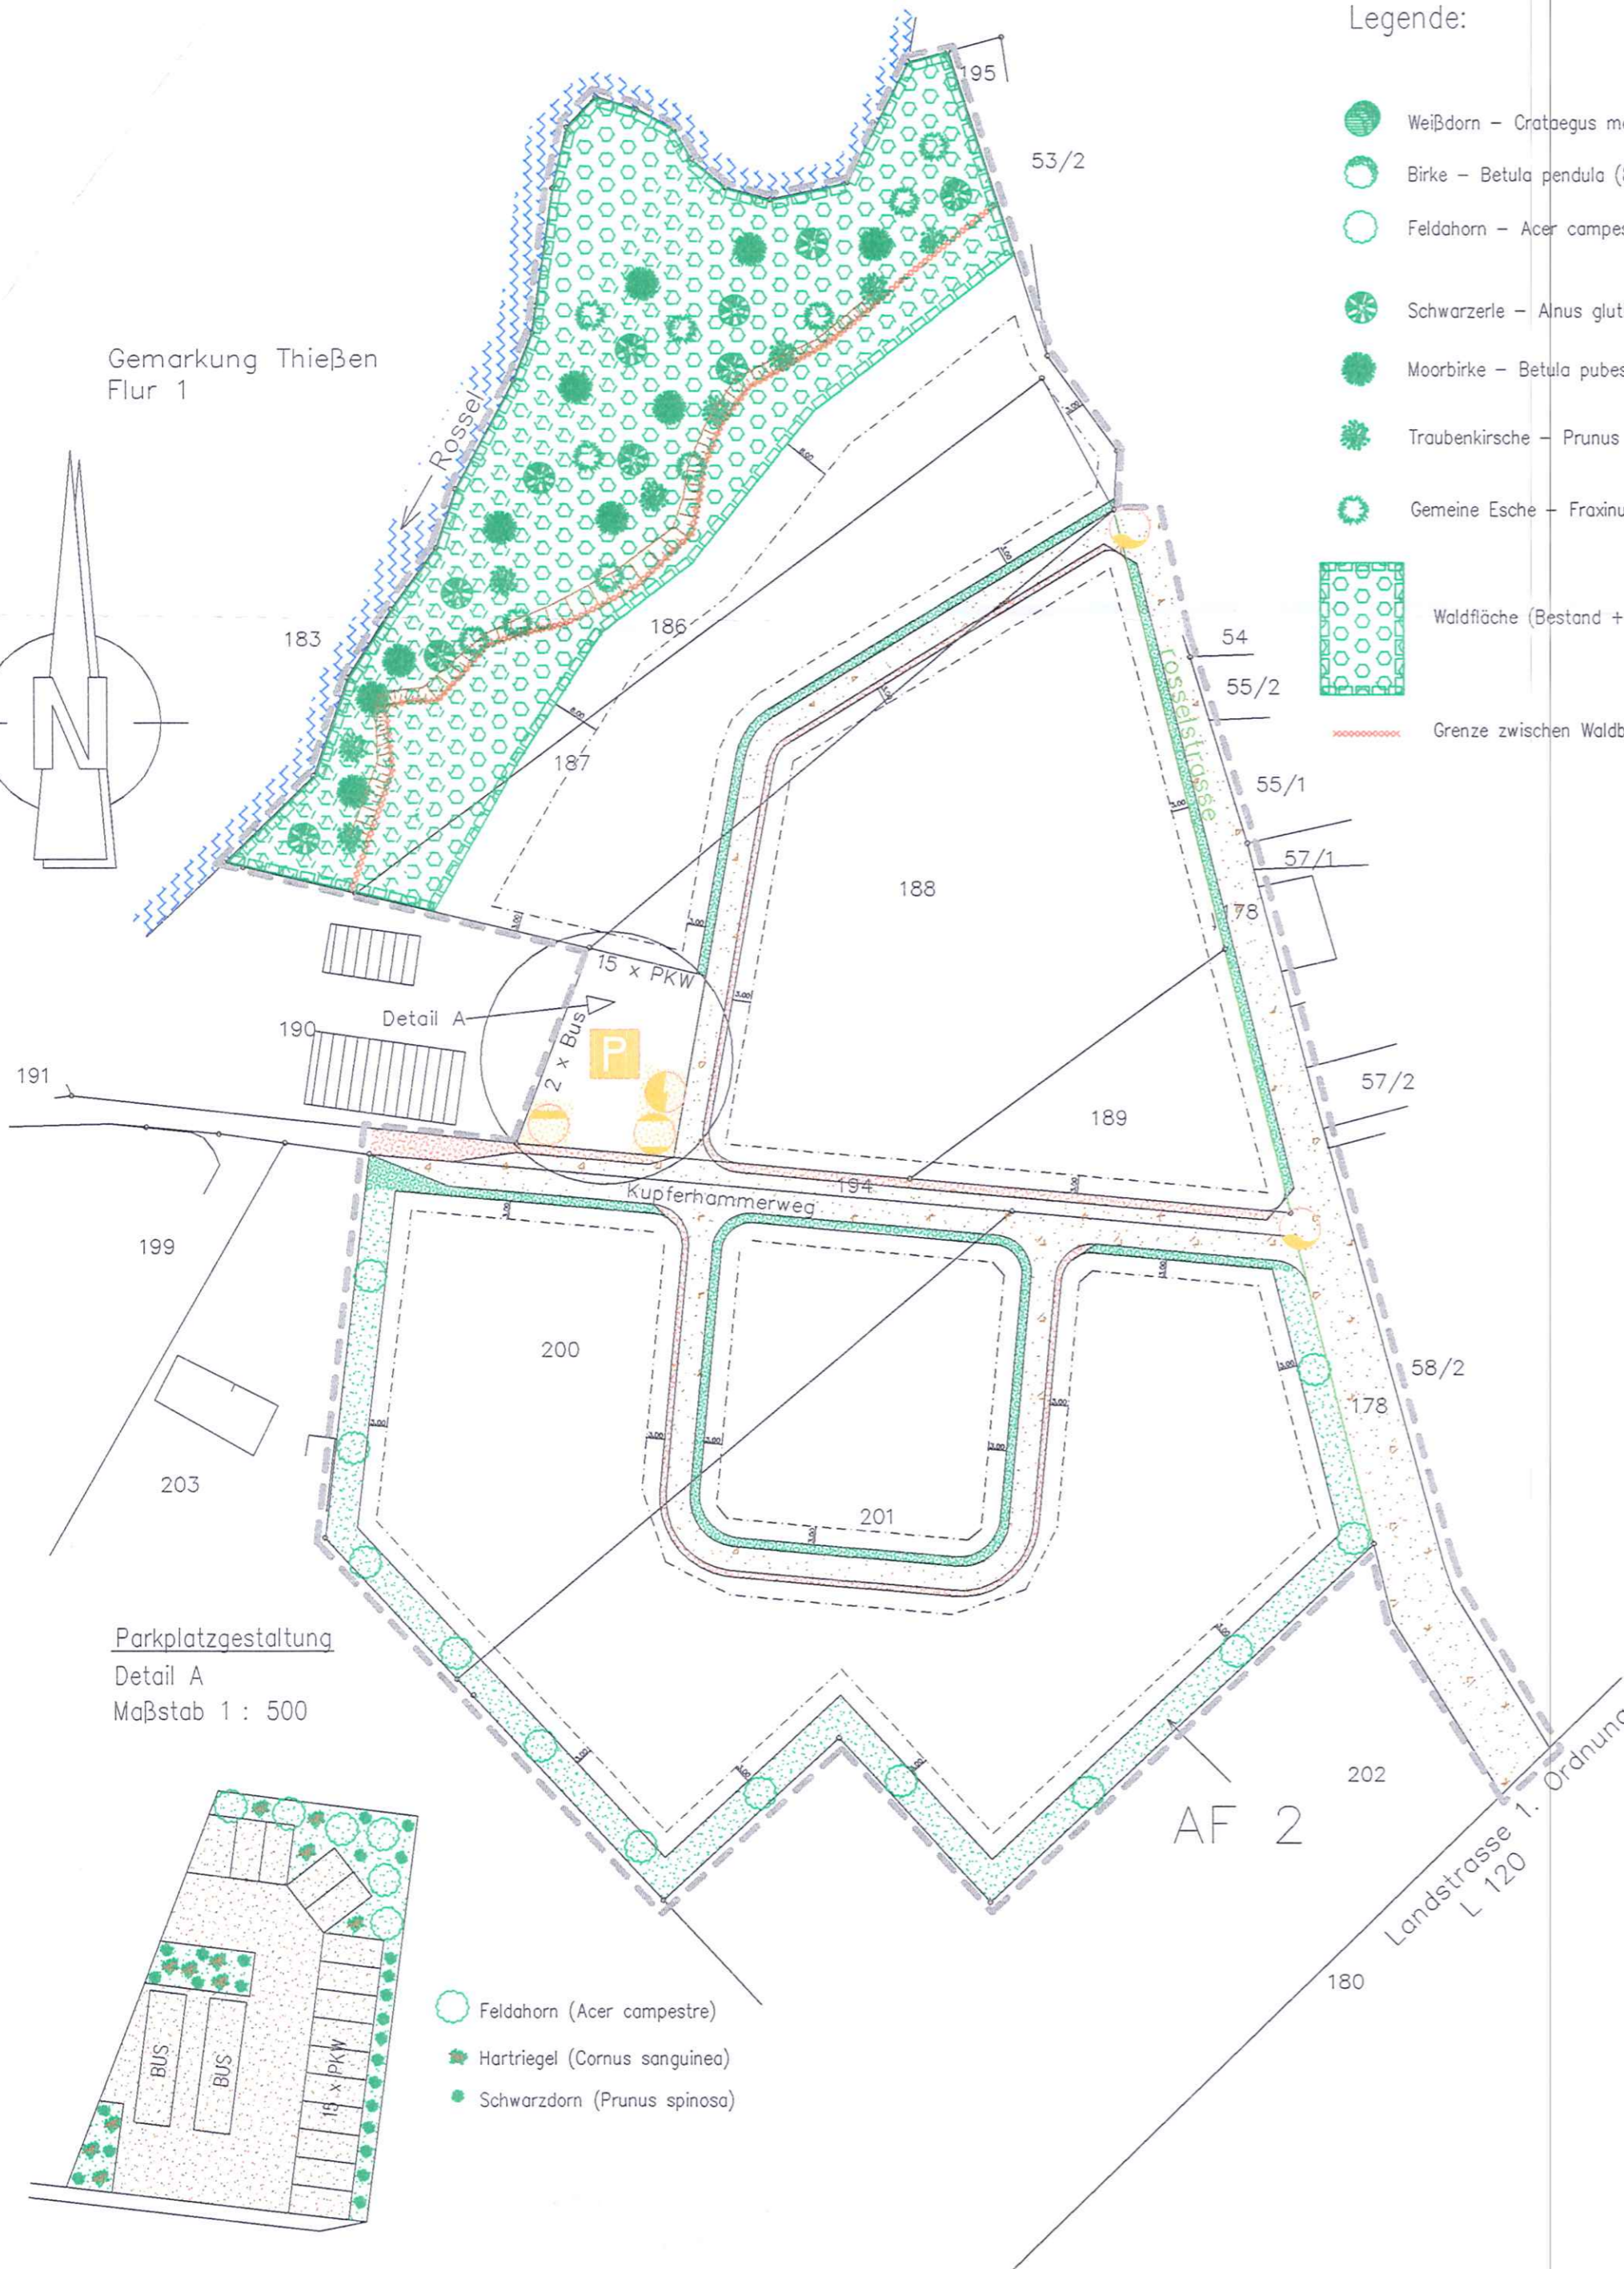 Legende:
195
Weißdorn – Crataegus m
53/2
Birke – Betula pendula (
Feldahorn – Acer campes
Schwarzerle – Alnus glut
Gemarkung Thießen
Flur 1
Moorbirke – Betula pubes
Rossel
Traubenkirsche – Prunus
Gemeine Esche – Fraxinu
Waldfläche (Bestand +
183
186
54
55/2
rosselstrasse
Grenze zwischen Waldb
N
187
55/1
57/1
188
178
15 x PKW
Detail A
2 x Bus
P
190
191
57/2
189
194
Kupferhammerweg
199
200
58/2
178
203
201
Parkplatzgestaltung
Detail A
Maßstab 1 : 500
202
AF 2
Landstrasse 1. Ordnung
L 120
180
Feldahorn (Acer campestre)
Hartriegel (Cornus sanguinea)
Schwarzdorn (Prunus spinosa)
BUS
BUS
15 x PKW